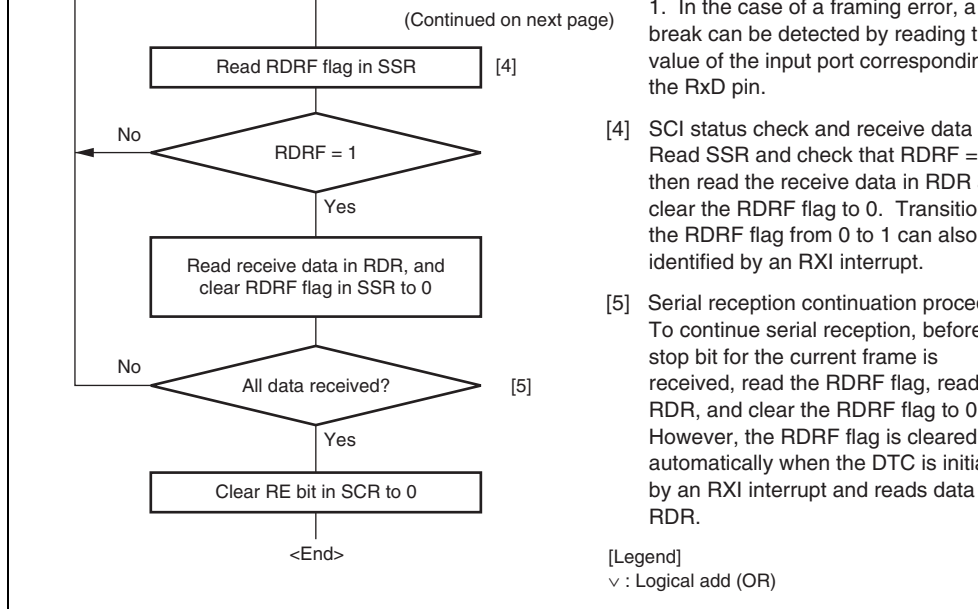 (Continued on next page)
Read RDRF flag in SSR
[4]
No
RDRF = 1
Yes
Read receive data in RDR, and
clear RDRF flag in SSR to 0
No
All data received?
[5]
Yes
Clear RE bit in SCR to 0
<End>
1. In the case of a framing error, a
break can be detected by reading
value of the input port
the RxD pin.
[4] SCI status check and receive data
Read SSR and check that RDRF =
then read the receive data in RDR
clear the RDRF flag to 0. 
the RDRF flag from 0 to 1 can also
identified by an RXI interrupt.
[5] Serial reception continuation
To continue serial reception, before
stop bit for the current frame is
received, read the RDRF flag, read
RDR, and clear the RDRF flag to 0
However, the RDRF flag is cleared
automatically when the DTC is
by an RXI interrupt and reads data
RDR.
[Legend]
∨ : Logical add (OR)